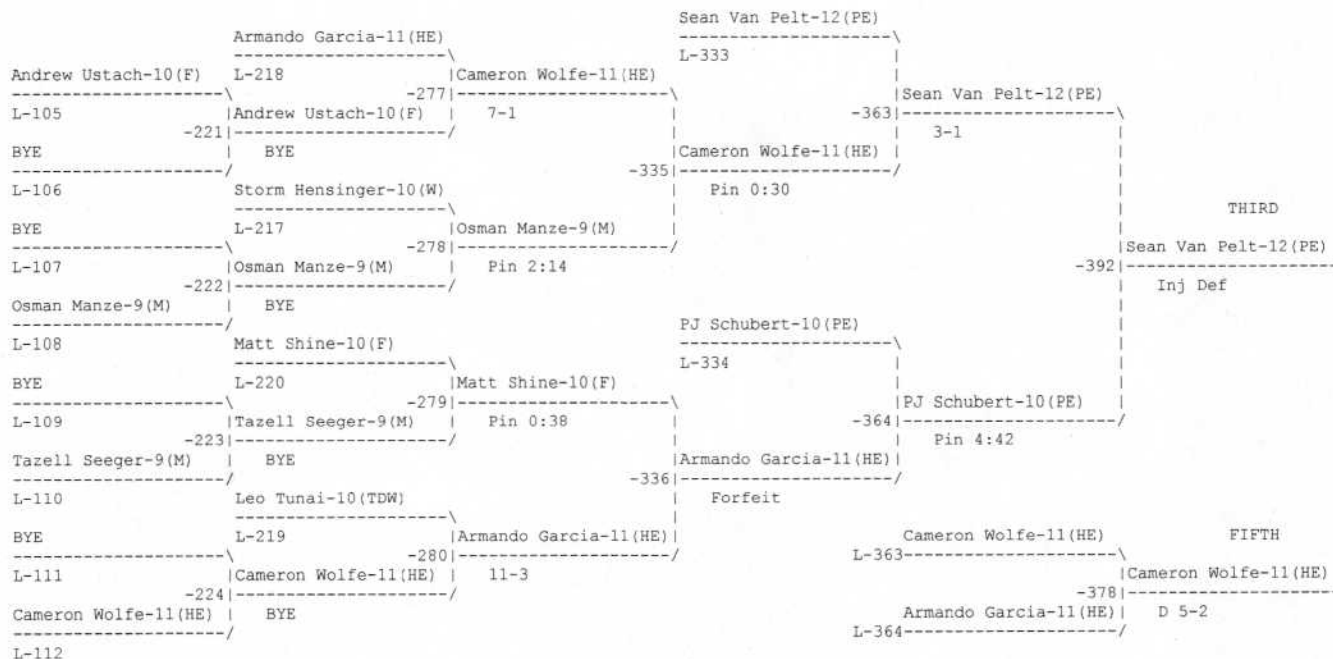 Sean Van Pelt-12(PE)
Armando Garcia-11(HE) --------------------\
---------------------\ L-333 |
Andrew Ustach-10(F) L-218 |Cameron Wolfe-11(HE) |Sean Van Pelt-12(PE)
--------------------\ -277|--------------------\ -363|--------------------\
L-105 |Andrew Ustach-10(F) | 7-1 | | 3-1 |
-221|--------------------/ |Cameron Wolfe-11(HE) | |
BYE | BYE -335|--------------------/ |
--------------------/ | Pin 0:30 |
L-106 Storm Hensinger-10(W) | |
--------------------\ | | THIRD
BYE L-217 |Osman Manze-9(M) | |
--------------------\ -278|--------------------/ |Sean Van Pelt-12(PE)
L-107 |Osman Manze-9(M) | Pin 2:14 -392|--------------------
-222|--------------------/ | Inj Def
Osman Manze-9(M) | BYE |
--------------------/ PJ Schubert-10(PE) |
L-108 Matt Shine-10(F) --------------------\ |
--------------------\ L-334 | |
BYE L-220 |Matt Shine-10(F) | |
--------------------\ -279|--------------------\ |PJ Schubert-10(PE) |
L-109 |Tazell Seeger-9(M) | Pin 0:38 | -364|--------------------/
-223|--------------------/ | | Pin 4:42
Tazell Seeger-9(M) | BYE |Armando Garcia-11(HE)|
--------------------/ -336|--------------------/
L-110 Leo Tunai-10(TDW) | Forfeit
--------------------\ |
BYE L-219 |Armando Garcia-11(HE)| Cameron Wolfe-11(HE) FIFTH
--------------------\ -280|--------------------/ L-363--------------------\
L-111 |Cameron Wolfe-11(HE) | 11-3 |Cameron Wolfe-11(HE)
-224|--------------------/ -378|--------------------
Cameron Wolfe-11(HE) | BYE Armando Garcia-11(HE)| D 5-2
--------------------/ L-364--------------------/
L-112